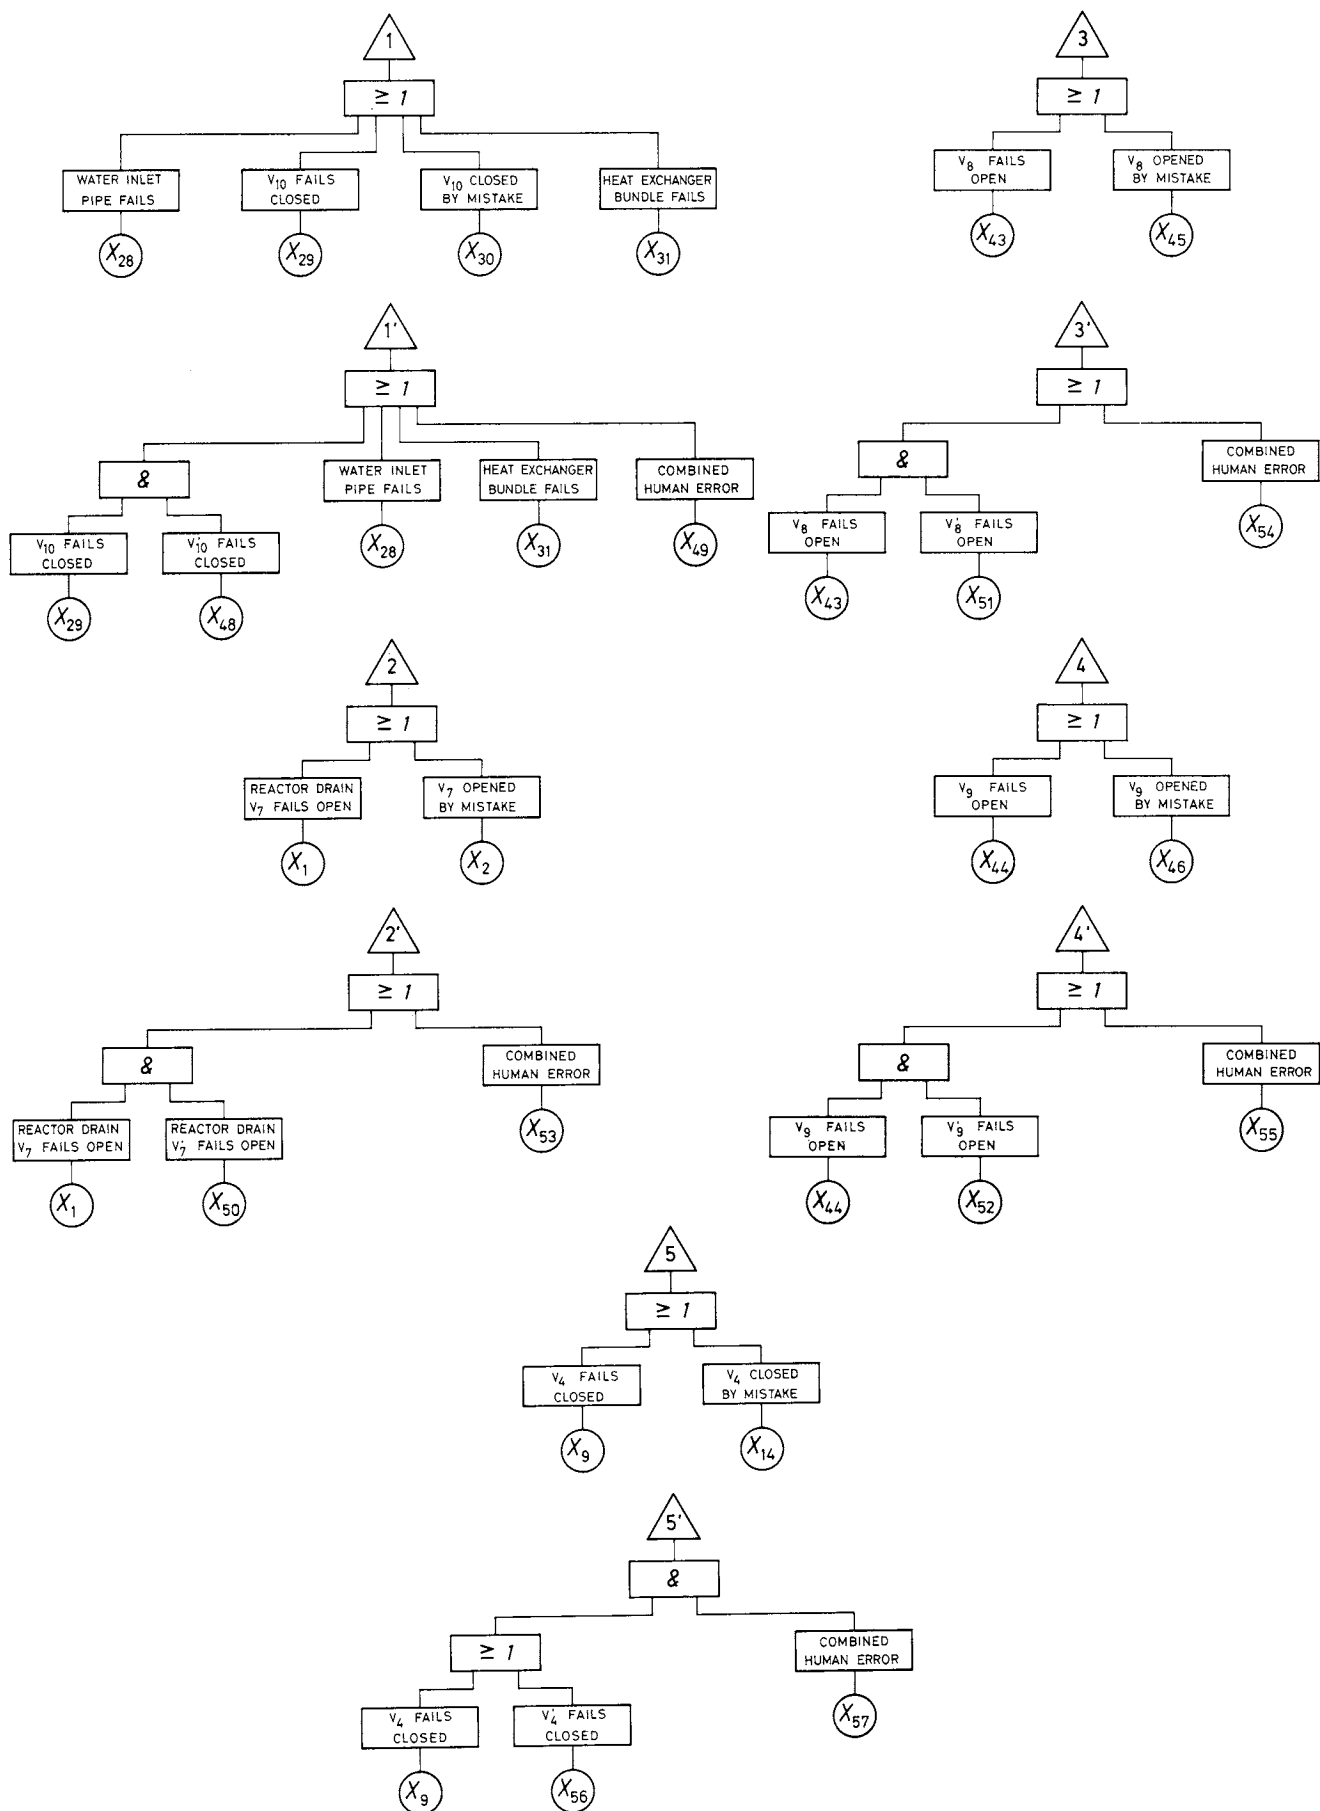 1
≥ 1
WATER INLET
PIPE FAILS
V10 FAILS
CLOSED
V10 CLOSED
BY MISTAKE
HEAT EXCHANGER
BUNDLE FAILS
X28
X29
X30
X31
3
≥ 1
V8 FAILS
OPEN
V8 OPENED
BY MISTAKE
X43
X45
1'
≥ 1
&
WATER INLET
PIPE FAILS
HEAT EXCHANGER
BUNDLE FAILS
COMBINED
HUMAN ERROR
V10 FAILS
CLOSED
V'10 FAILS
CLOSED
X28
X31
X49
X29
X48
3'
≥ 1
&
COMBINED
HUMAN ERROR
V8 FAILS
OPEN
V'8 FAILS
OPEN
X54
X43
X51
2
≥ 1
REACTOR DRAIN
V7 FAILS OPEN
V7 OPENED
BY MISTAKE
X1
X2
4
≥ 1
V9 FAILS
OPEN
V9 OPENED
BY MISTAKE
X44
X46
2'
≥ 1
&
COMBINED
HUMAN ERROR
REACTOR DRAIN
V7 FAILS OPEN
REACTOR DRAIN
V'7 FAILS OPEN
X53
X1
X50
4'
≥ 1
&
COMBINED
HUMAN ERROR
V9 FAILS
OPEN
V'9 FAILS
OPEN
X55
X44
X52
5
≥ 1
V4 FAILS
CLOSED
V4 CLOSED
BY MISTAKE
X9
X14
5'
&
≥ 1
COMBINED
HUMAN ERROR
V4 FAILS
CLOSED
V'4 FAILS
CLOSED
X57
X9
X56